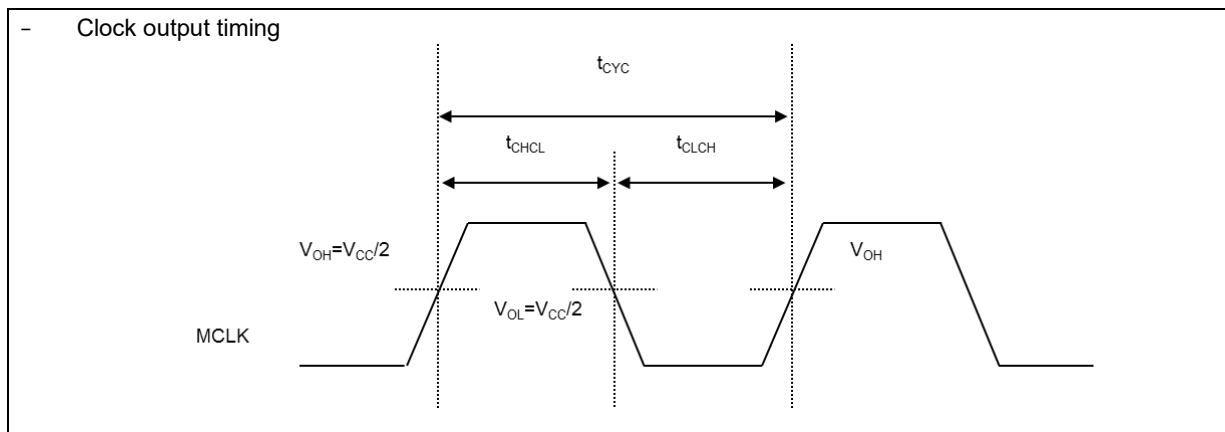 – Clock output timing
tCYC
tCHCL
tCLCH
VOH=VCC/2
VOH
VOL=VCC/2
MCLK